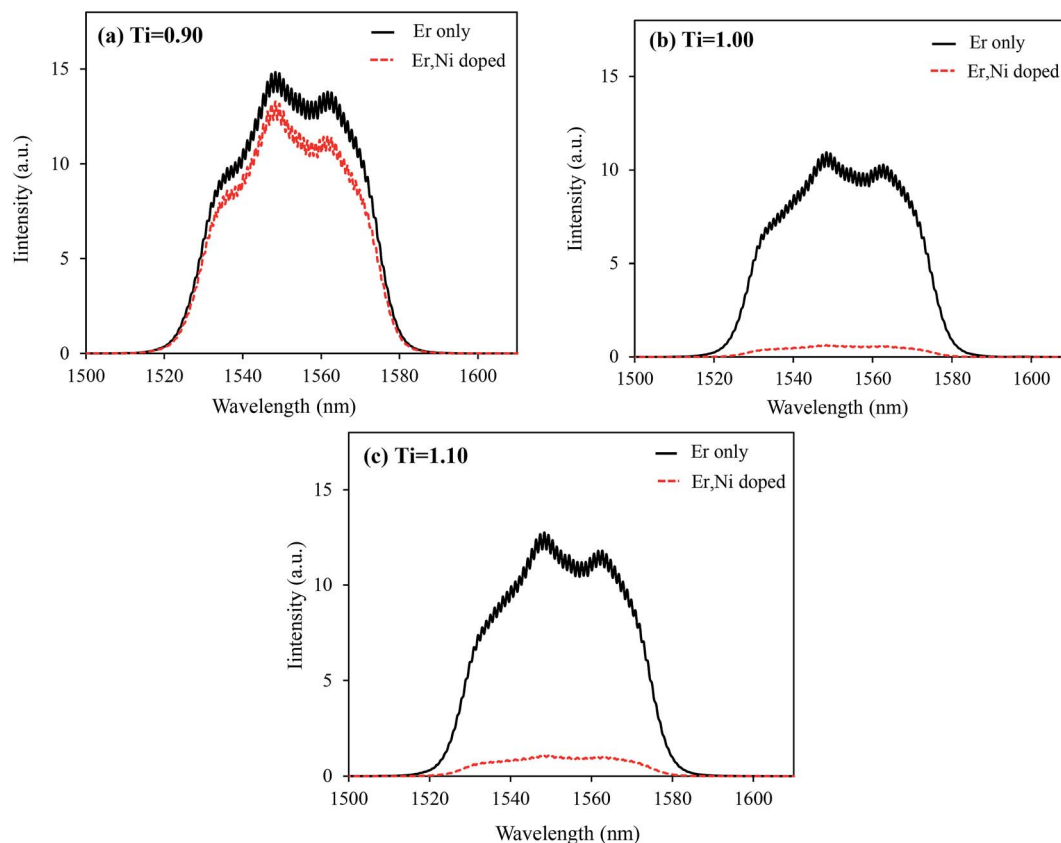 (a) Ti=0.90
Er only
Er,Ni doped
15
10
5
0
Iintensity (a.u.)
1500 1520 1540 1560 1580 1600
Wavelength (nm)
(b) Ti=1.00
Er only
Er,Ni doped
15
10
5
0
Iintensity (a.u.)
1500 1520 1540 1560 1580 1600
Wavelength (nm)
(c) Ti=1.10
Er only
Er,Ni doped
15
10
5
0
Iintensity (a.u.)
1500 1520 1540 1560 1580 1600
Wavelength (nm)